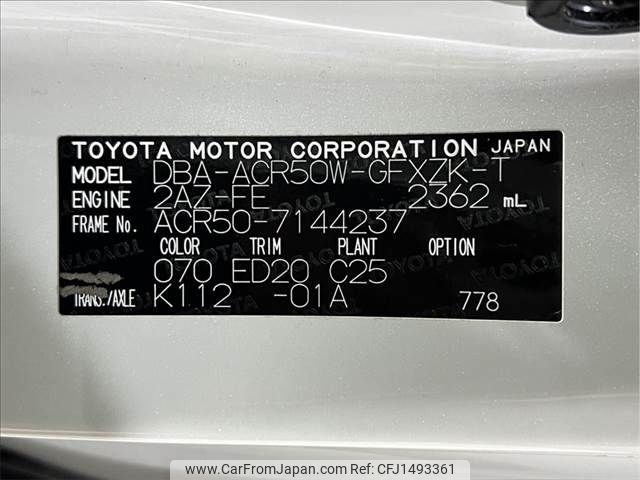 TOYOTA MOTOR CORPORATION JAPAN
MODEL DBA-ACR50W-GFXZK-T
ENGINE 2AZ-FE 2362 mL
FRAME No. ACR50-7144237
COLOR TRIM PLANT OPTION
070 ED20 C25
TRANS./AXLE K112 -01A 778
www.CarFromJapan.com | Ref No. CFJ1493361